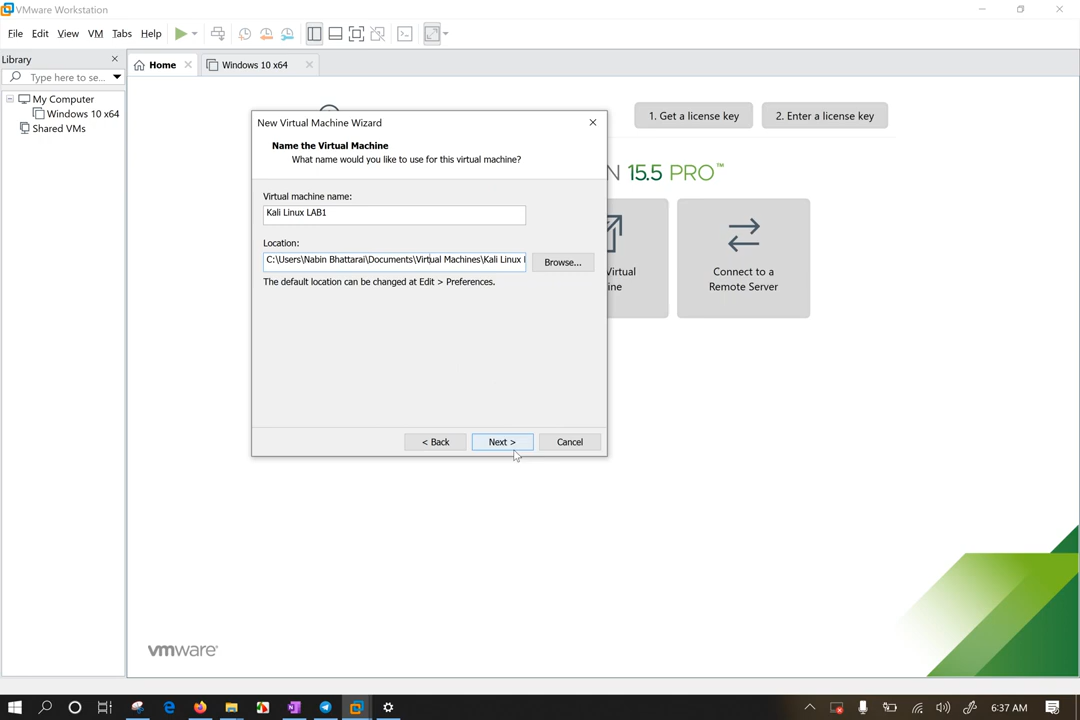 VMware Workstation
File Edit View VM Tabs Help
Library
Type here to se...
My Computer
Windows 10 x64
Shared VMs
Home
Windows 10 x64
1. Get a license key
2. Enter a license key
N 15.5 PRO™
Virtual
ine
Connect to a
Remote Server
New Virtual Machine Wizard
Name the Virtual Machine
What name would you like to use for this virtual machine?
Virtual machine name:
Kali Linux LAB1
Location:
C:\Users\Nabin Bhattarai\Documents\Virtual Machines\Kali Linux
Browse...
The default location can be changed at Edit > Preferences.
< Back
Next >
Cancel
vmware
6:37 AM